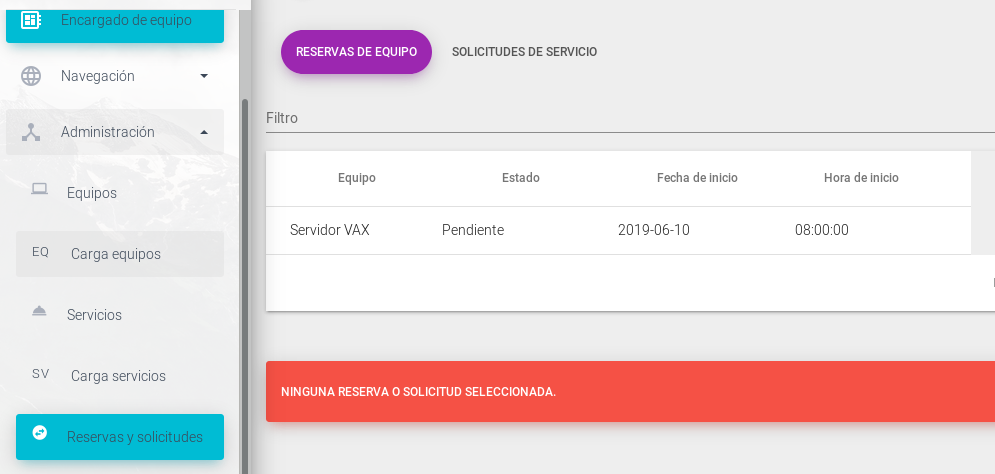 Encargado de equipo
Navegación
Administración
Equipos
EQ Carga equipos
Servicios
SV Carga servicios
Reservas y solicitudes
RESERVAS DE EQUIPO SOLICITUDES DE SERVICIO
Filtro
Equipo Estado Fecha de inicio Hora de inicio
Servidor VAX Pendiente 2019-06-10 08:00:00
NINGUNA RESERVA O SOLICITUD SELECCIONADA.